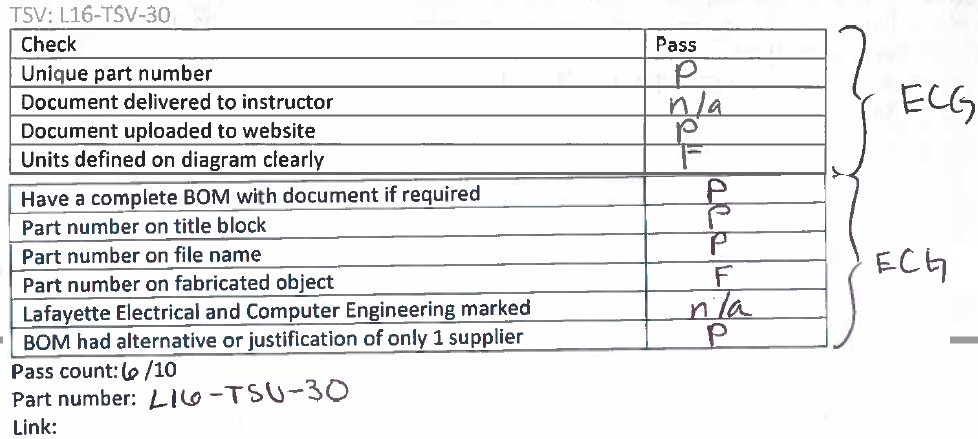 TSV: L16-TSV-30
Check Pass
Unique part number P
Document delivered to instructor n/a
Document uploaded to website P
Units defined on diagram clearly F
ECG
Have a complete BOM with document if required P
Part number on title block P
Part number on file name P
Part number on fabricated object F
Lafayette Electrical and Computer Engineering marked n/a
BOM had alternative or justification of only 1 supplier P
ECG
Pass count: 6 /10
Part number: L16-TSV-30
Link: